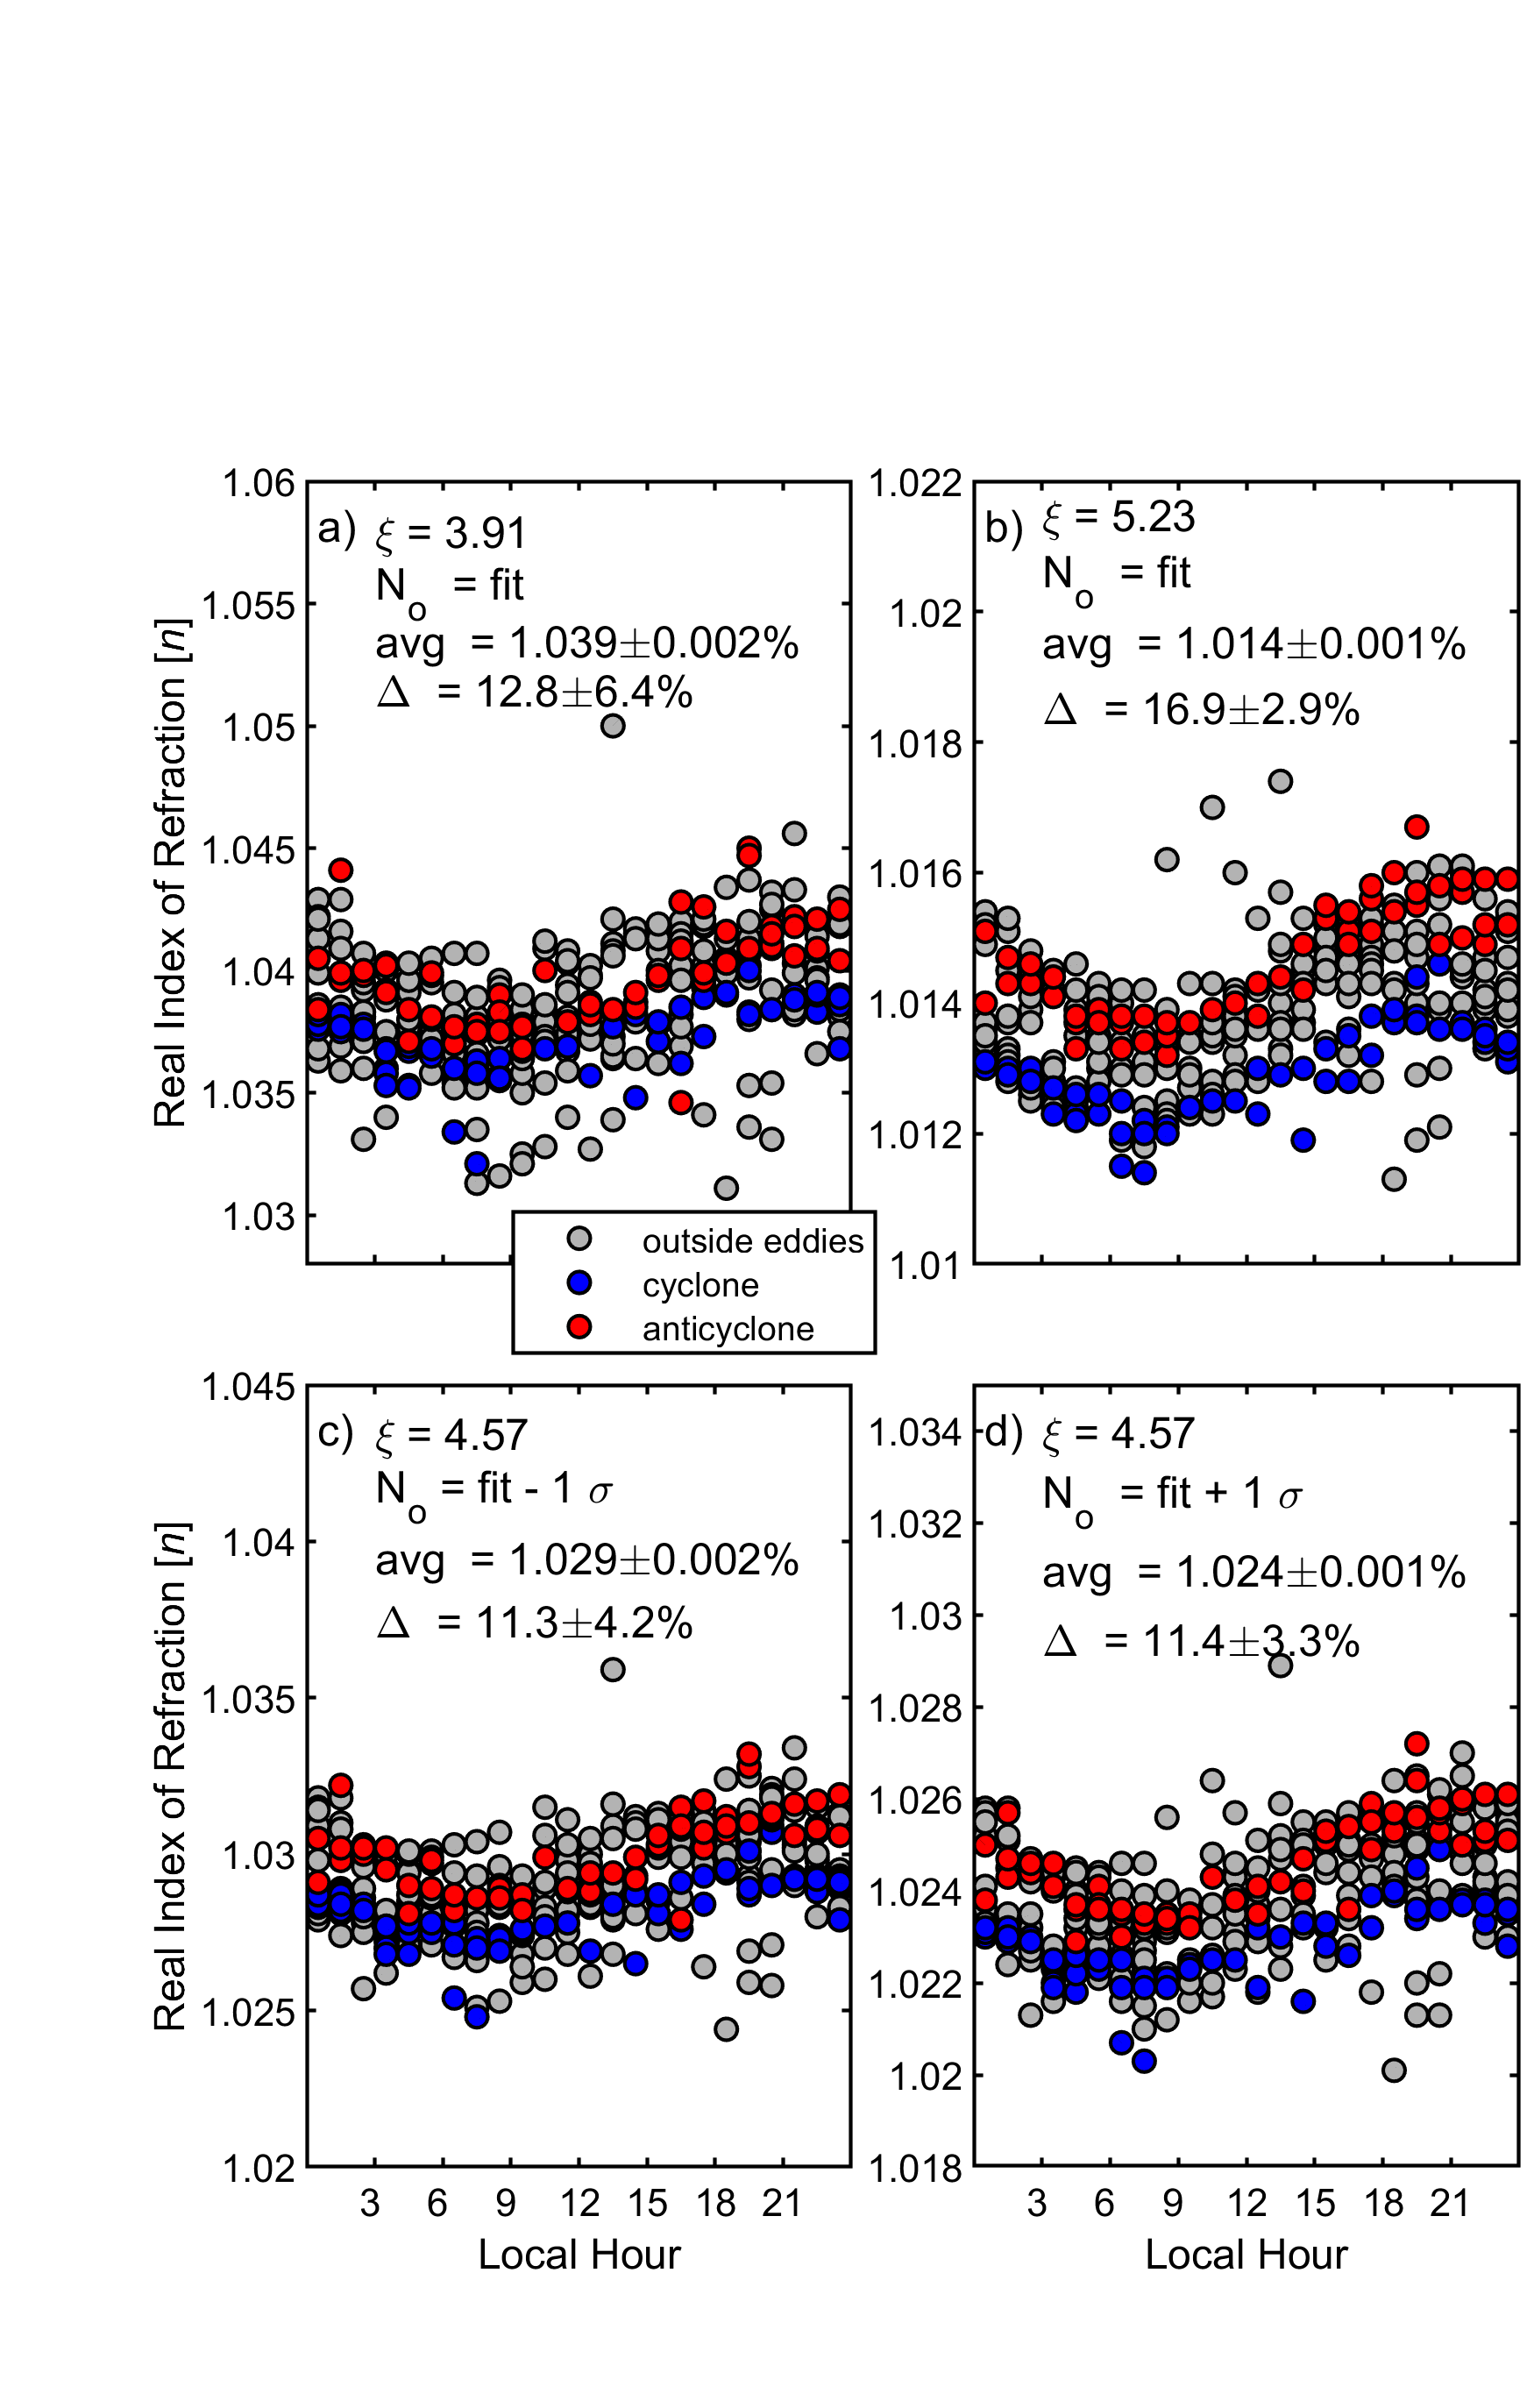 a) ξ = 3.91
N_o = fit
avg = 1.039±0.002%
Δ = 12.8±6.4%
1.06
1.055
1.05
1.045
1.04
1.035
1.03
Real Index of Refraction [n]
b) ξ = 5.23
N_o = fit
avg = 1.014±0.001%
Δ = 16.9±2.9%
1.022
1.02
1.018
1.016
1.014
1.012
1.01
outside eddies
cyclone
anticyclone
c) ξ = 4.57
N_o = fit - 1 σ
avg = 1.029±0.002%
Δ = 11.3±4.2%
1.045
1.04
1.035
1.03
1.025
1.02
Real Index of Refraction [n]
3 6 9 12 15 18 21
Local Hour
d) ξ = 4.57
N_o = fit + 1 σ
avg = 1.024±0.001%
Δ = 11.4±3.3%
1.034
1.032
1.03
1.028
1.026
1.024
1.022
1.02
1.018
3 6 9 12 15 18 21
Local Hour